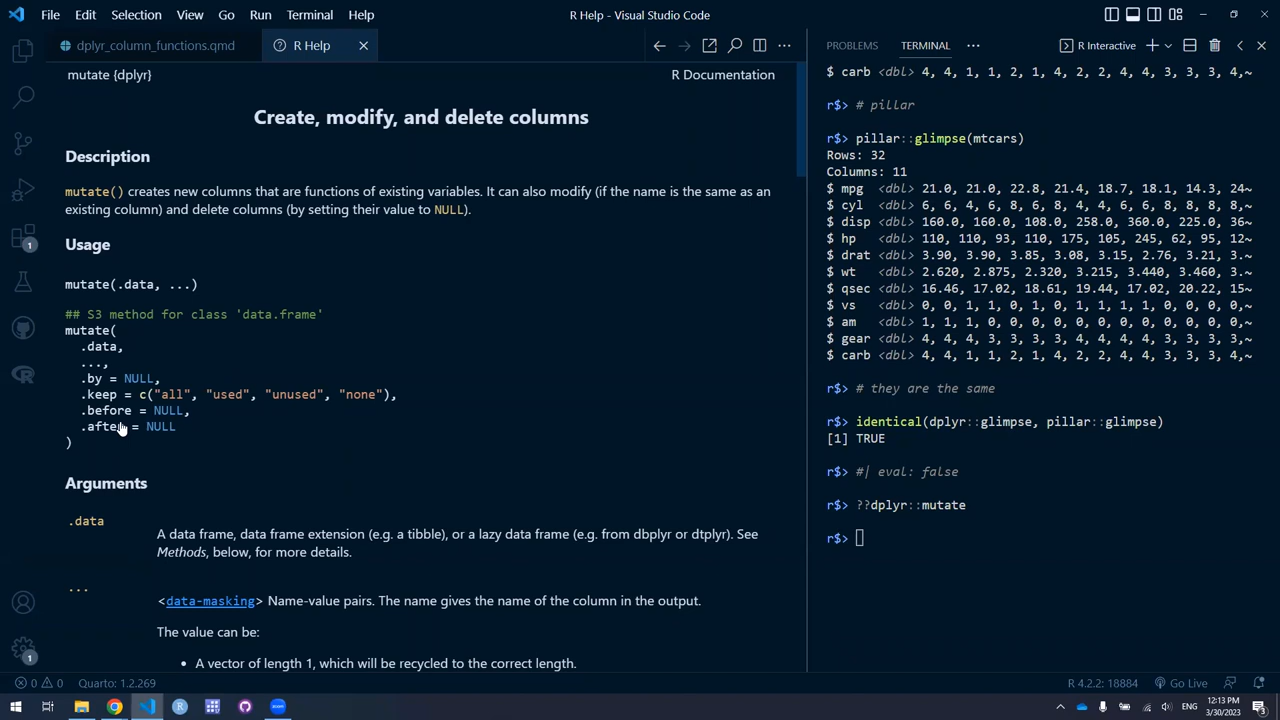 File Edit Selection View Go Run Terminal Help
R Help - Visual Studio Code
dplyr_column_functions.qmd
R Help
mutate {dplyr}
R Documentation
Create, modify, and delete columns
Description
mutate() creates new columns that are functions of existing variables. It can also modify (if the name is the same as an
existing column) and delete columns (by setting their value to NULL).
Usage
mutate(.data, ...)
## S3 method for class 'data.frame'
mutate(
.data,
...,
.by = NULL,
.keep = c("all", "used", "unused", "none"),
.before = NULL,
.after = NULL
)
Arguments
.data
A data frame, data frame extension (e.g. a tibble), or a lazy data frame (e.g. from dbplyr or dtplyr). See
Methods, below, for more details.
...
<data-masking> Name-value pairs. The name gives the name of the column in the output.
The value can be:
• A vector of length 1, which will be recycled to the correct length.
PROBLEMS TERMINAL ···
R Interactive
$ carb <dbl> 4, 4, 1, 1, 2, 1, 4, 2, 2, 4, 4, 3, 3, 3, 4,~
r$> # pillar
r$> pillar::glimpse(mtcars)
Rows: 32
Columns: 11
$ mpg <dbl> 21.0, 21.0, 22.8, 21.4, 18.7, 18.1, 14.3, 24~
$ cyl <dbl> 6, 6, 4, 6, 8, 6, 8, 4, 4, 6, 6, 8, 8, 8, 8,~
$ disp <dbl> 160.0, 160.0, 108.0, 258.0, 360.0, 225.0, 36~
$ hp <dbl> 110, 110, 93, 110, 175, 105, 245, 62, 95, 12~
$ drat <dbl> 3.90, 3.90, 3.85, 3.08, 3.15, 2.76, 3.21, 3.~
$ wt <dbl> 2.620, 2.875, 2.320, 3.215, 3.440, 3.460, 3.~
$ qsec <dbl> 16.46, 17.02, 18.61, 19.44, 17.02, 20.22, 15~
$ vs <dbl> 0, 0, 1, 1, 0, 1, 0, 1, 1, 1, 1, 0, 0, 0, 0,~
$ am <dbl> 1, 1, 1, 0, 0, 0, 0, 0, 0, 0, 0, 0, 0, 0, 0,~
$ gear <dbl> 4, 4, 4, 3, 3, 3, 3, 4, 4, 4, 4, 3, 3, 3, 3,~
$ carb <dbl> 4, 4, 1, 1, 2, 1, 4, 2, 2, 4, 4, 3, 3, 3, 4,~
r$> # they are the same
r$> identical(dplyr::glimpse, pillar::glimpse)
[1] TRUE
r$> #| eval: false
r$> ??dplyr::mutate
r$>
1
1
0 0 Quarto: 1.2.269
R 4.2.2: 18884 Go Live
ENG
12:13 PM
3/30/2023
3